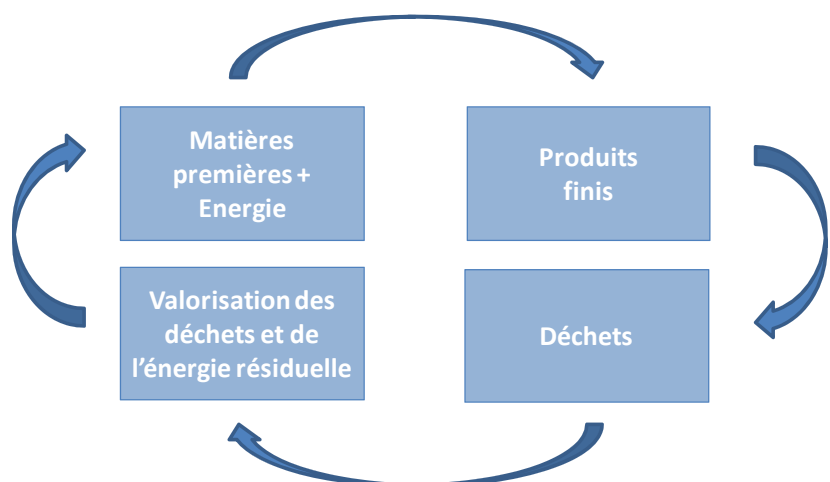 Matières
premières +
Energie
Produits
finis
Valorisation des
déchets et de
l'énergie résiduelle
Déchets